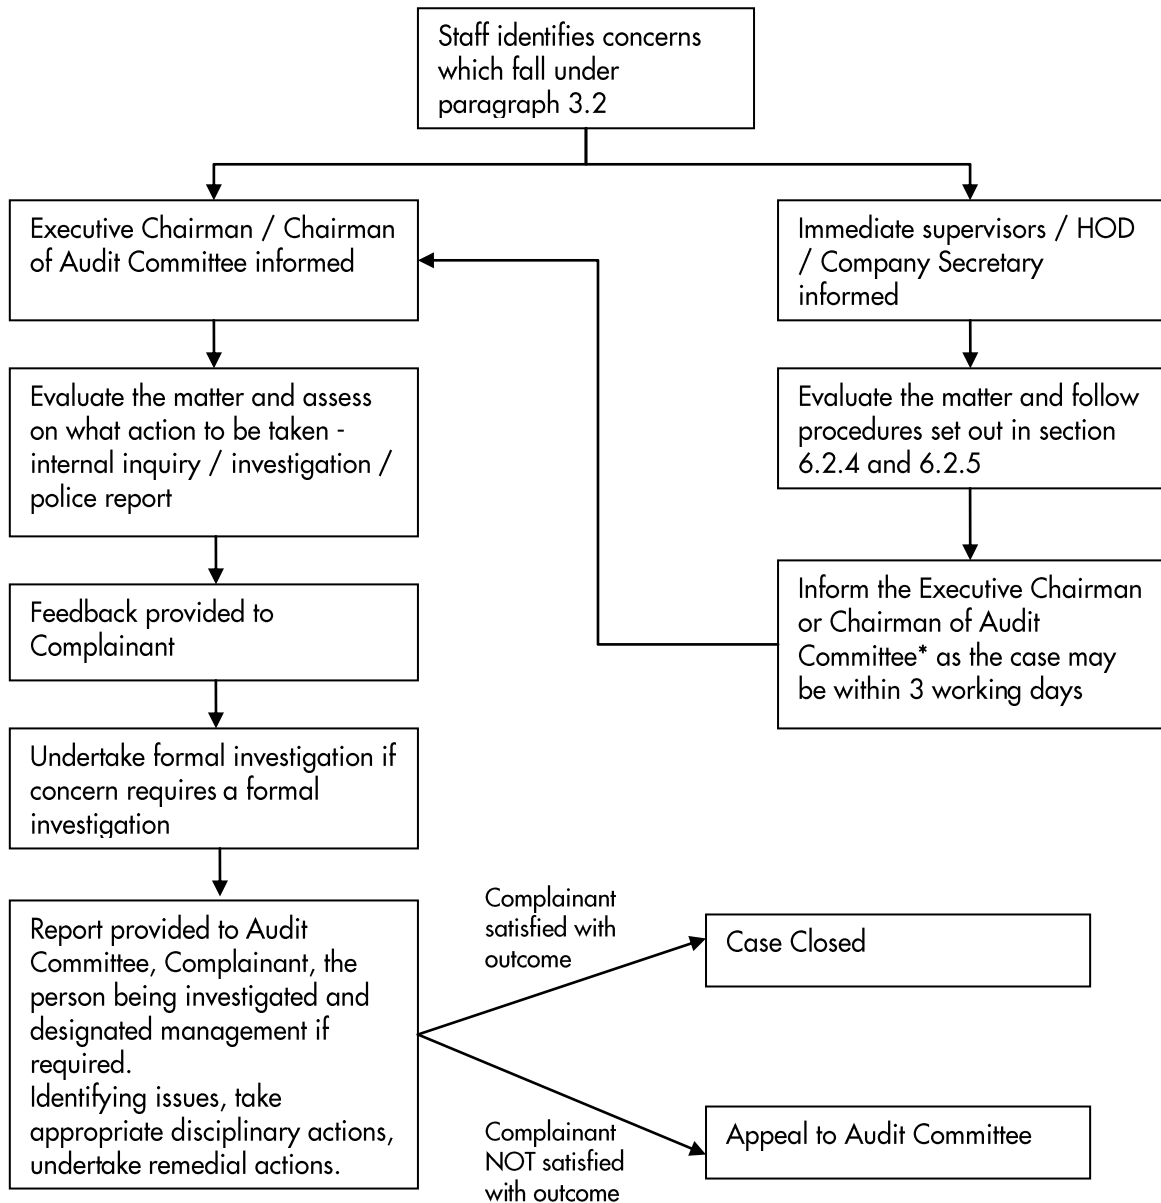 Staff identifies concerns
which fall under
paragraph 3.2
Executive Chairman / Chairman
of Audit Committee informed
Immediate supervisors / HOD
/ Company Secretary
informed
Evaluate the matter and assess
on what action to be taken -
internal inquiry / investigation /
police report
Evaluate the matter and follow
procedures set out in section
6.2.4 and 6.2.5
Feedback provided to
Complainant
Inform the Executive Chairman
or Chairman of Audit
Committee* as the case may
be within 3 working days
Undertake formal investigation if
concern requires a formal
investigation
Report provided to Audit
Committee, Complainant, the
person being investigated and
designated management if
required.
Identifying issues, take
appropriate disciplinary actions,
undertake remedial actions.
Complainant
satisfied with
outcome
Case Closed
Complainant
NOT satisfied
with outcome
Appeal to Audit Committee